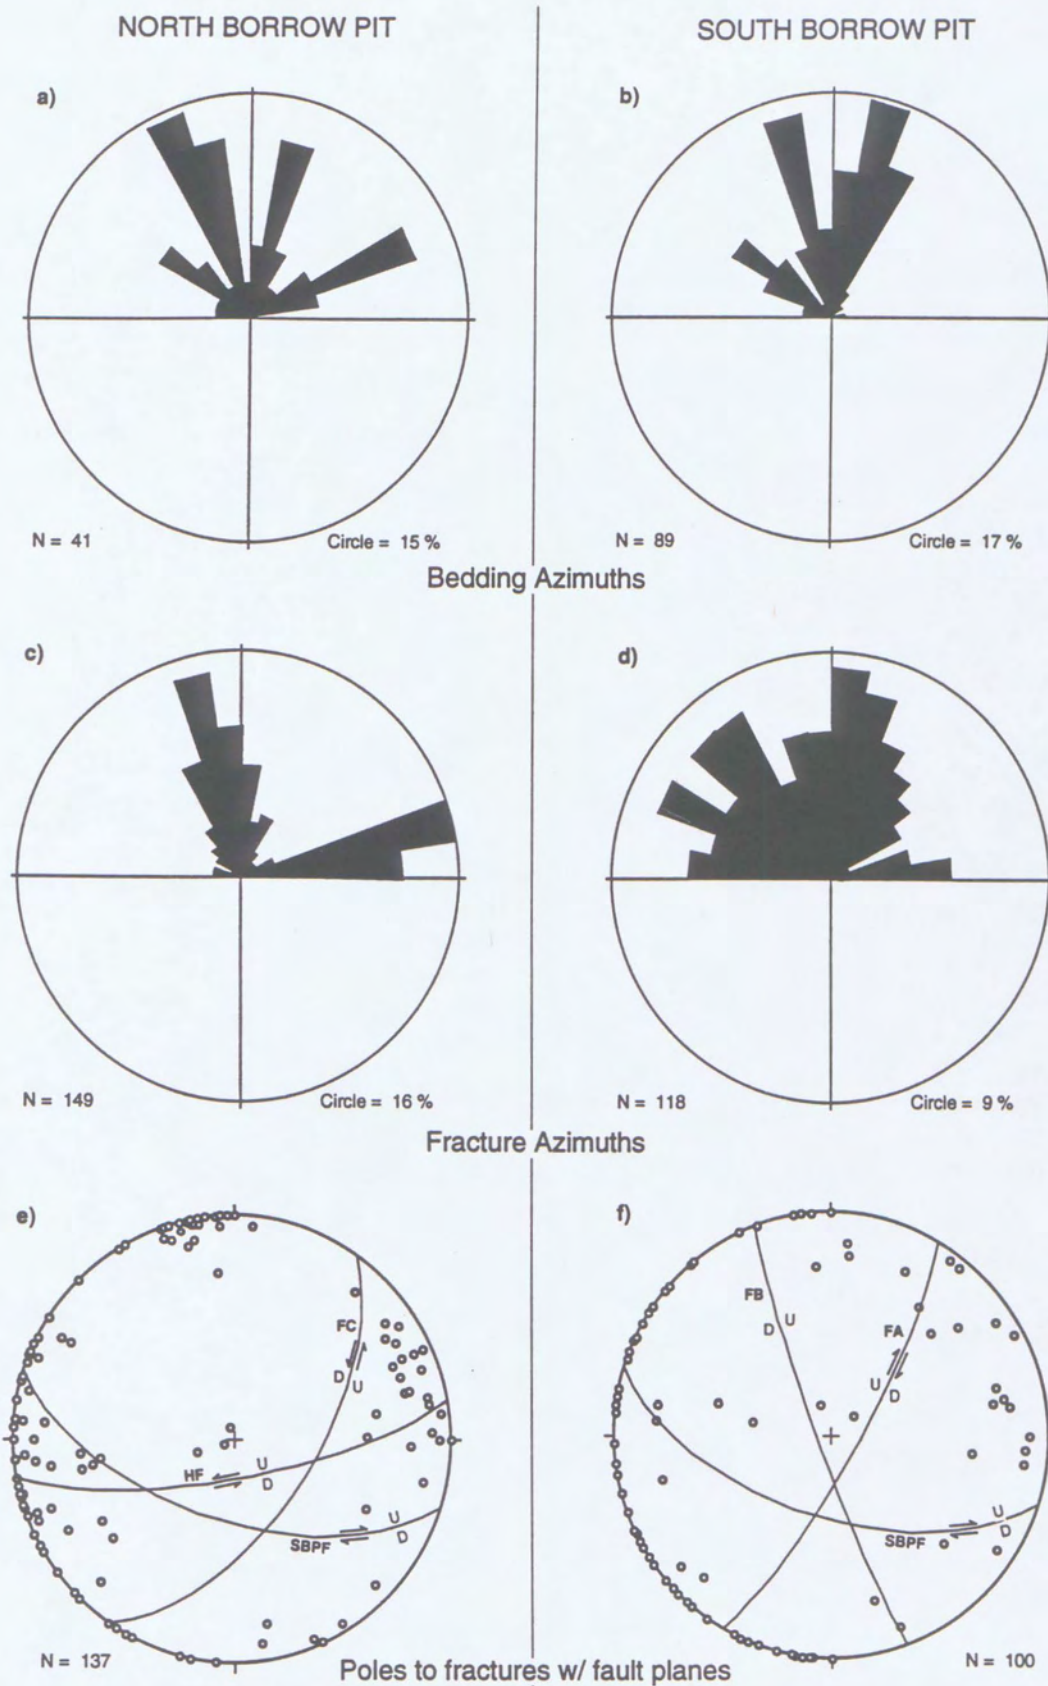 NORTH BORROW PIT
SOUTH BORROW PIT
a)
b)
N = 41
Circle = 15 %
N = 89
Circle = 17 %
Bedding Azimuths
c)
d)
N = 149
Circle = 16 %
N = 118
Circle = 9 %
Fracture Azimuths
e)
f)
FC
D
U
HF
U
D
SBPF
U
D
FB
D
U
FA
U
D
SBPF
U
D
N = 137
N = 100
Poles to fractures w/ fault planes